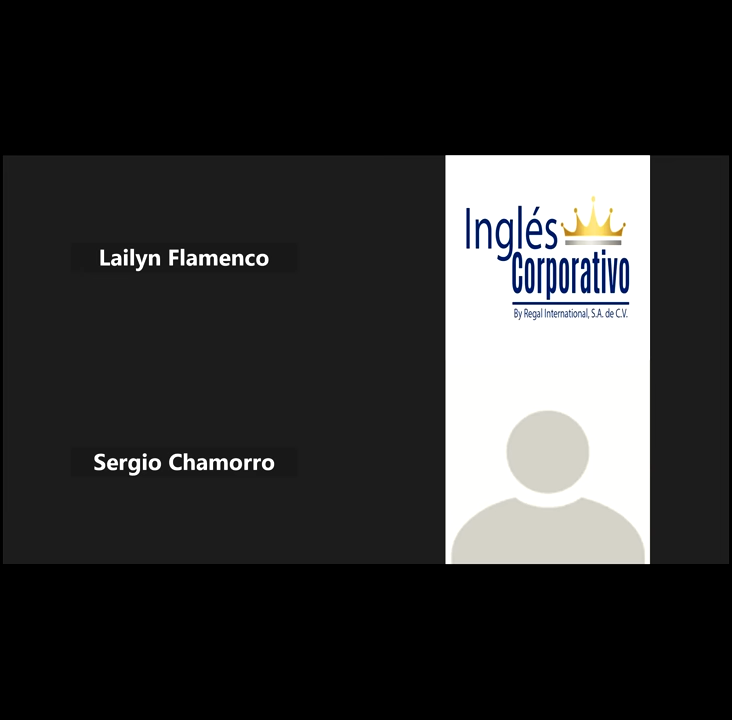 Lailyn Flamenco
Inglés
Corporativo
By Regal International, S.A. de C.V.
Sergio Chamorro